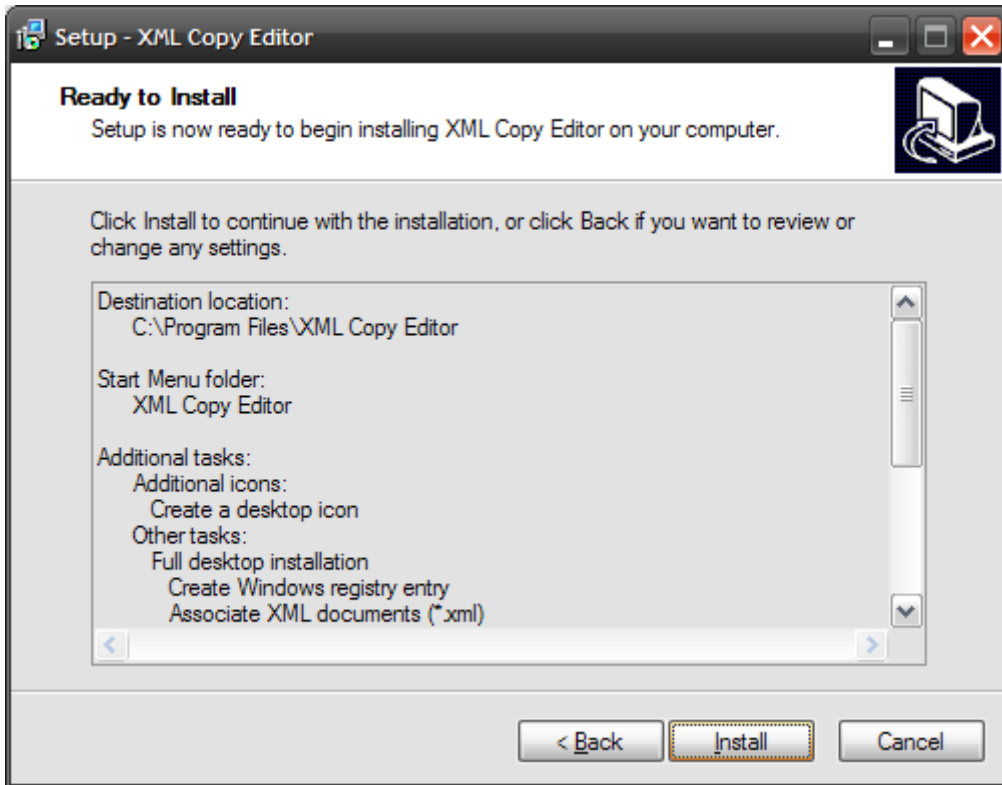 Setup - XML Copy Editor
Ready to Install
Setup is now ready to begin installing XML Copy Editor on your computer.
Click Install to continue with the installation, or click Back if you want to review or
change any settings.
Destination location:
C:\Program Files\XML Copy Editor
Start Menu folder:
XML Copy Editor
Additional tasks:
Additional icons:
Create a desktop icon
Other tasks:
Full desktop installation
Create Windows registry entry
Associate XML documents (*.xml)
< Back Install Cancel